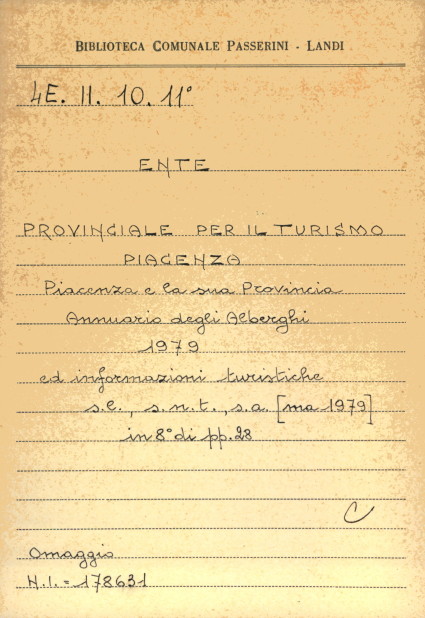 BIBLIOTECA COMUNALE PASSERINI - LANDI
4E. II. 10. 11°
ENTE
PROVINCIALE PER IL TURISMO
PIACENZA
Piacenza e la sua Provincia
Annuario degli Alberghi
1979
ed informazioni turistiche
s.l., s.n.t., s.a. [ma 1979]
in 8° di pp. 28
C
Omaggio
N.I. = 178631